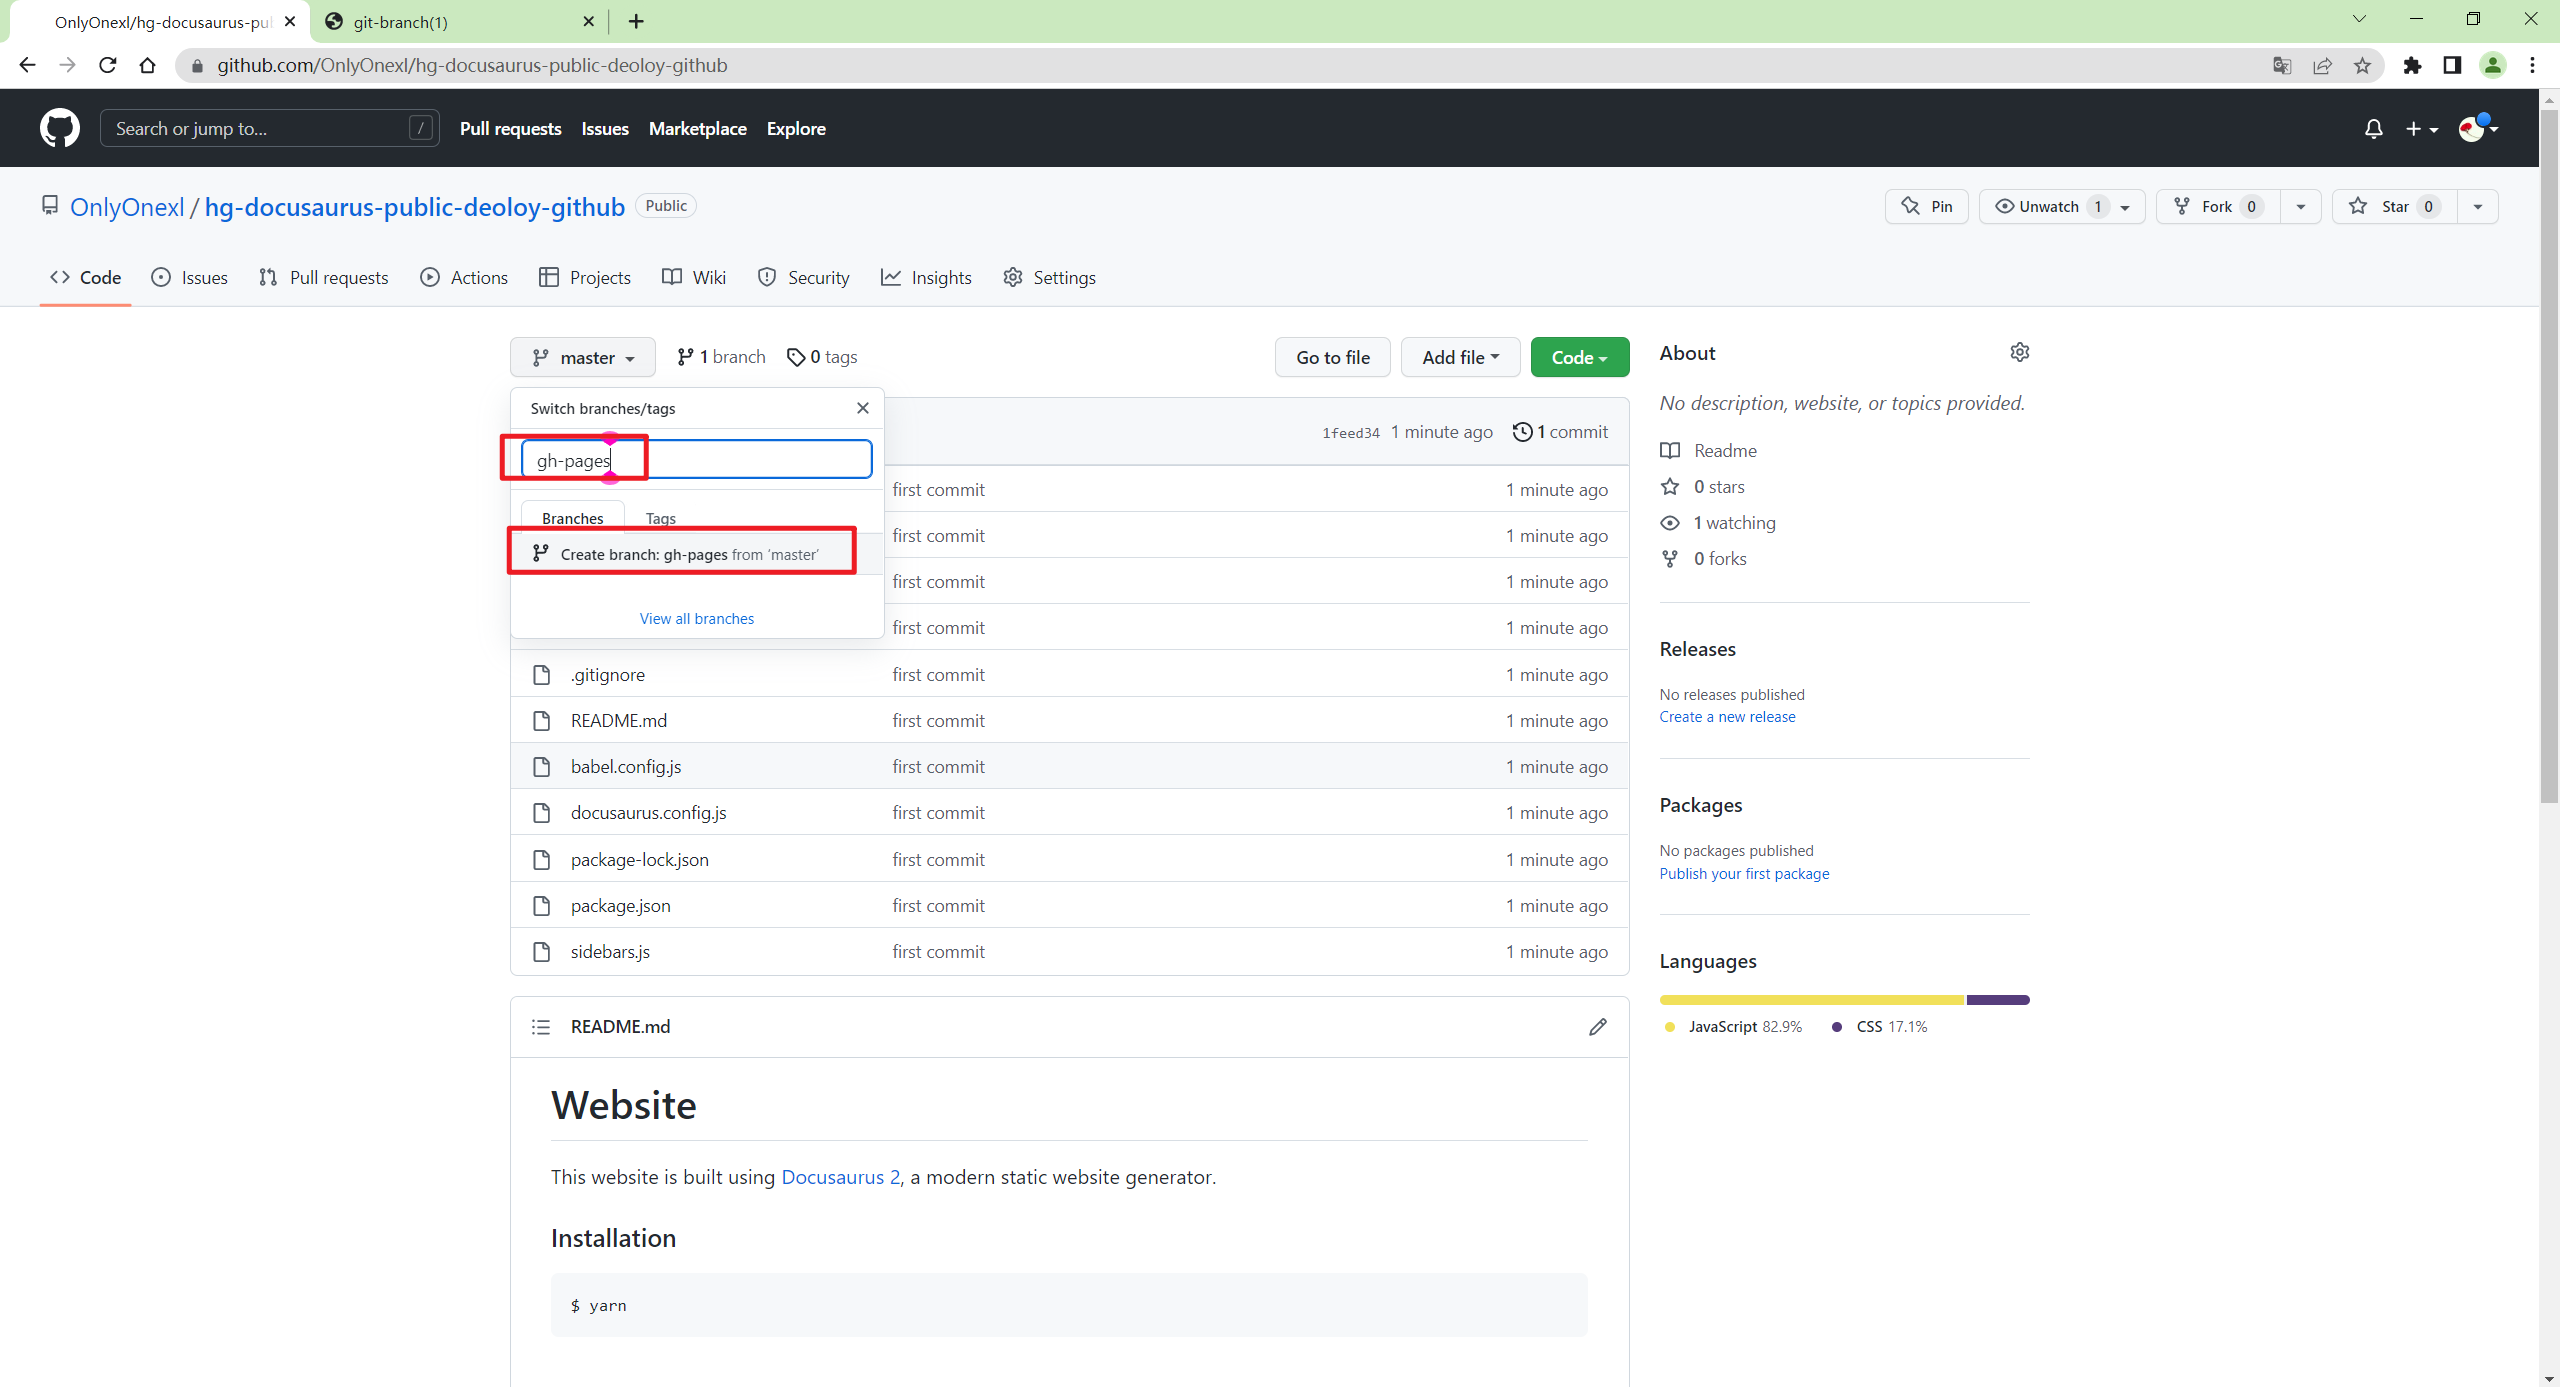 OnlyOnexl/hg-docusaurus-pub
git-branch(1)
github.com/OnlyOnexl/hg-docusaurus-public-deoloy-github
Search or jump to... /
Pull requests Issues Marketplace Explore
OnlyOnexl / hg-docusaurus-public-deoloy-github Public
Pin Unwatch 1 Fork 0 Star 0
Code Issues Pull requests Actions Projects Wiki Security Insights Settings
master 1 branch 0 tags Go to file Add file Code
Switch branches/tags
gh-pages
Branches Tags
Create branch: gh-pages from ‘master’
View all branches
1feed34 1 minute ago 1 commit
first commit 1 minute ago
first commit 1 minute ago
first commit 1 minute ago
first commit 1 minute ago
.gitignore first commit 1 minute ago
README.md first commit 1 minute ago
babel.config.js first commit 1 minute ago
docusaurus.config.js first commit 1 minute ago
package-lock.json first commit 1 minute ago
package.json first commit 1 minute ago
sidebars.js first commit 1 minute ago
README.md
Website
This website is built using Docusaurus 2, a modern static website generator.
Installation
$ yarn
About
No description, website, or topics provided.
Readme
0 stars
1 watching
0 forks
Releases
No releases published
Create a new release
Packages
No packages published
Publish your first package
Languages
JavaScript 82.9% CSS 17.1%